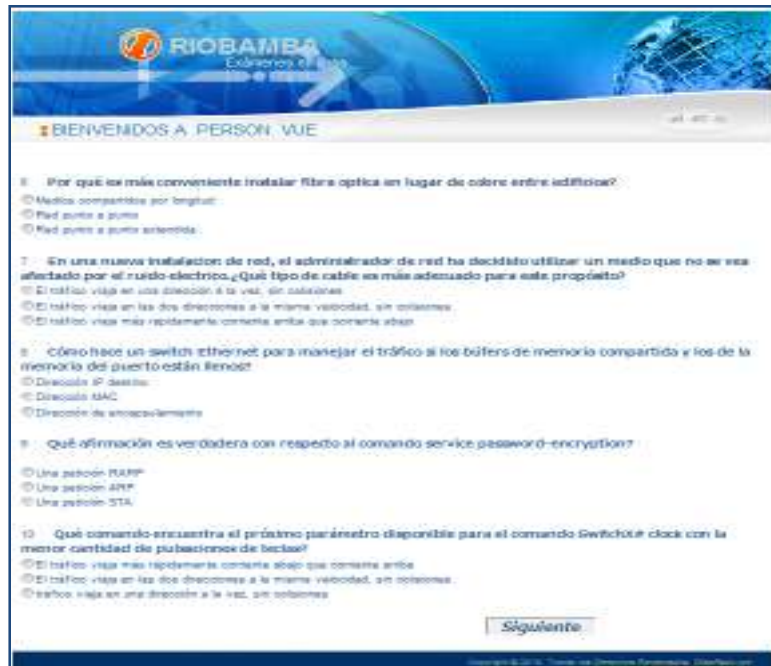 RIOBAMBA
Exámenes en línea
BIENVENIDOS A PERSON VUE
6 Por qué es más conveniente instalar fibra optica en lugar de cobre entre edificios?
Medios compartidos por longitud
Red punto a punto
Red punto a punto extendida
7 En una nueva instalacion de red, el administrador de red ha decidido utilizar un medio que no se vea
afectado por el ruido electrico.¿Qué tipo de cable es más adecuado para este propósito?
El tráfico viaja en una dirección a la vez, sin colisiones
El tráfico viaja en las dos direcciones a la misma velocidad, sin colisiones
El tráfico viaja más rapidamente corriente arriba que corriente abajo
8 Cómo hace un switch Ethernet para manejar el tráfico si los búfers de memoria compartida y los de la
memoria del puerto están llenos?
Dirección IP destino
Dirección MAC
Dirección de encapsulamiento
9 Qué afirmación es verdadera con respecto al comando service password-encryption?
Una petición RARP
Una petición ARP
Una petición STA
10 Qué comando encuentra el próximo parámetro disponible para el comando SwitchX# clock con la
menor cantidad de pulsaciones de teclas?
El tráfico viaja más rápidamente corriente abajo que corriente arriba
El tráfico viaja en las dos direcciones a la misma velocidad, sin colisiones
tráfico viaja en una dirección a la vez, sin colisiones
Siguiente